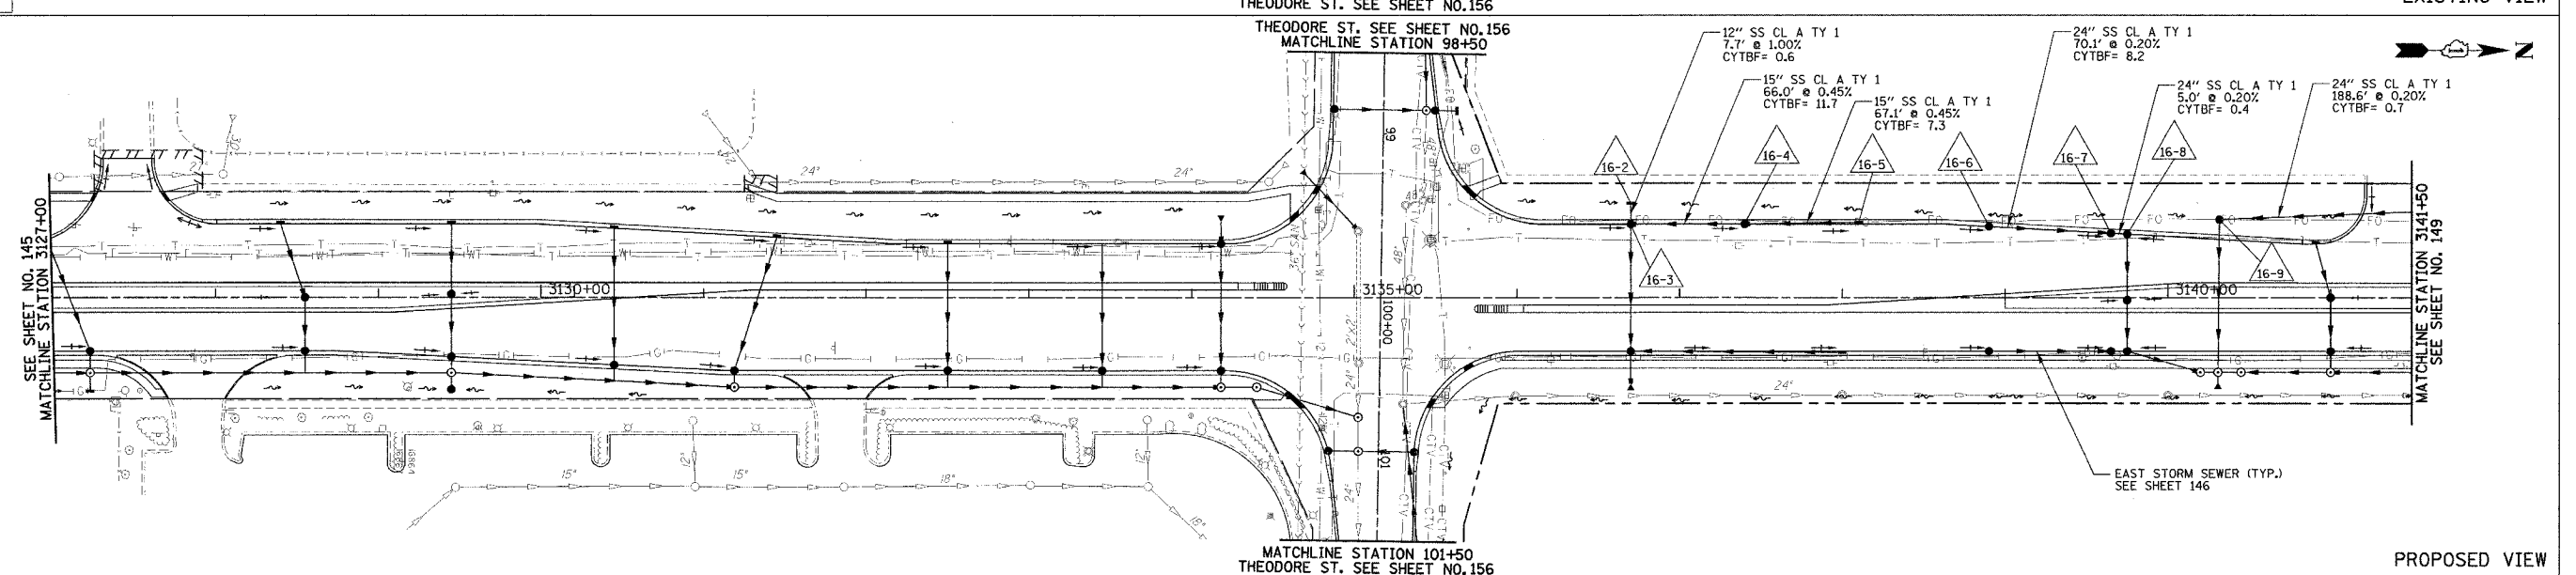 THEODORE ST. SEE SHEET NO.156
EXISTING VIEW
THEODORE ST. SEE SHEET NO.156
MATCHLINE STATION 98+50
12" SS CL A TY 1
7.7' @ 1.00%
CYTBF= 0.6
15" SS CL A TY 1
66.0' @ 0.45%
CYTBF= 11.7
15" SS CL A TY 1
67.1' @ 0.45%
CYTBF= 7.3
24" SS CL A TY 1
70.1' @ 0.20%
CYTBF= 8.2
24" SS CL A TY 1
5.0' @ 0.20%
CYTBF= 0.4
24" SS CL A TY 1
188.6' @ 0.20%
CYTBF= 0.7
N
16-2
16-4
16-5
16-6
16-7
16-8
16-3
16-9
24"
24"
99
SEE SHEET NO. 145
MATCHLINE STATION 3127+00
3130+00
3135+00
100+00
3140+00
MATCHLINE STATION 3141+50
SEE SHEET NO. 149
48"
24"
24"
101
24"
15"
12"
15"
18"
12"
18"
EAST STORM SEWER (TYP.)
SEE SHEET 146
MATCHLINE STATION 101+50
THEODORE ST. SEE SHEET NO.156
PROPOSED VIEW